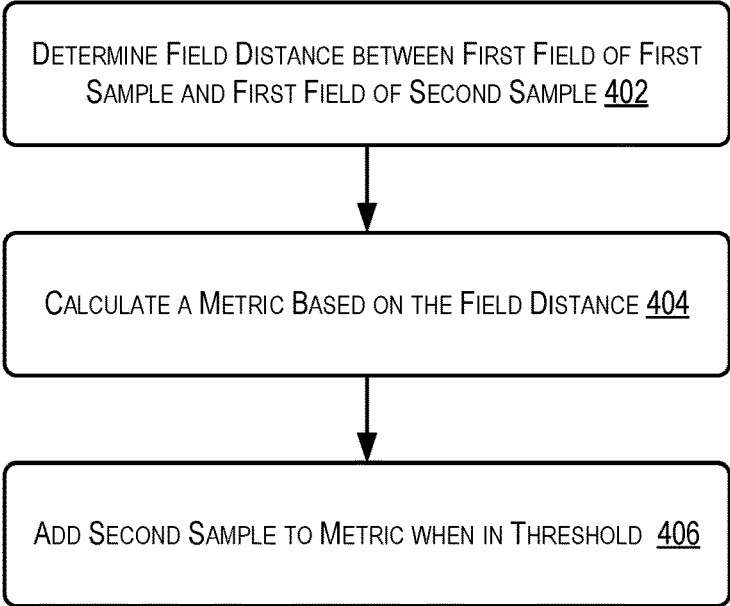 DETERMINE FIELD DISTANCE BETWEEN FIRST FIELD OF FIRST
SAMPLE AND FIRST FIELD OF SECOND SAMPLE 402
CALCULATE A METRIC BASED ON THE FIELD DISTANCE 404
ADD SECOND SAMPLE TO METRIC WHEN IN THRESHOLD 406